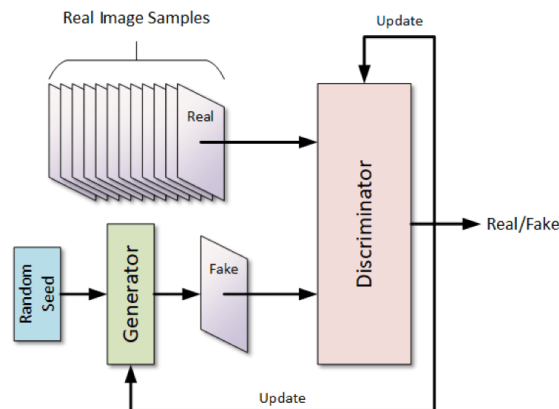 Real Image Samples
Update
Real
Discriminator
Real/Fake
Random
Seed
Generator
Fake
Update